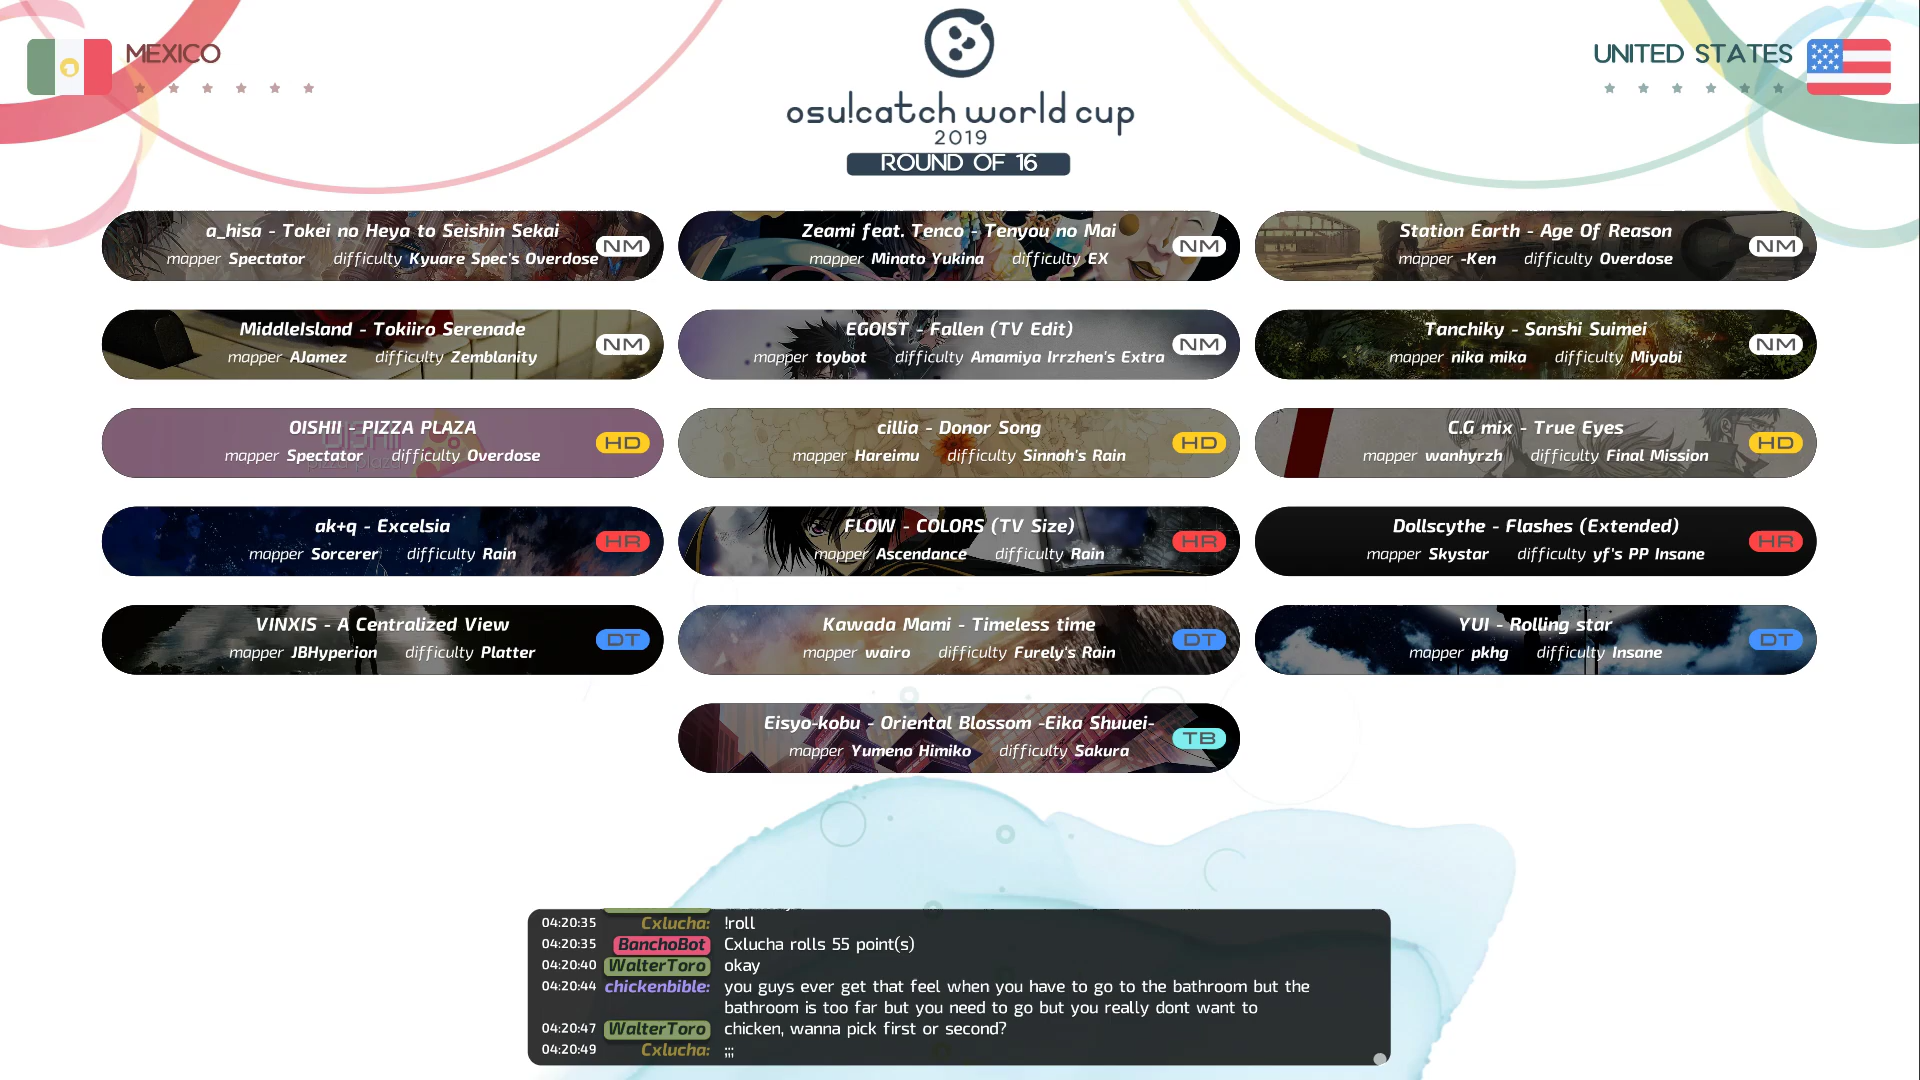 MEXICO
UNITED STATES
osu!catch world cup
2019
ROUND OF 16
a_hisa - Tokei no Heya to Seishin Sekai
mapper Spectator difficulty Kyuare Spec's Overdose
NM
Zeami feat. Tenco - Tenyou no Mai
mapper Minato Yukina difficulty EX
NM
Station Earth - Age Of Reason
mapper -Ken difficulty Overdose
NM
MiddleIsland - Tokiiro Serenade
mapper AJamez difficulty Zemblanity
NM
EGOIST - Fallen (TV Edit)
mapper toybot difficulty Amamiya Irrzhen's Extra
NM
Tanchiky - Sanshi Suimei
mapper nika mika difficulty Miyabi
NM
OISHII - PIZZA PLAZA
mapper Spectator difficulty Overdose
HD
cillia - Donor Song
mapper Hareimu difficulty Sinnoh's Rain
HD
C.G mix - True Eyes
mapper wanhyrzh difficulty Final Mission
HD
ak+q - Excelsia
mapper Sorcerer difficulty Rain
HR
FLOW - COLORS (TV Size)
mapper Ascendance difficulty Rain
HR
Dollscythe - Flashes (Extended)
mapper Skystar difficulty yf's PP Insane
HR
VINXIS - A Centralized View
mapper JBHyperion difficulty Platter
DT
Kawada Mami - Timeless time
mapper wairo difficulty Furely's Rain
DT
YUI - Rolling star
mapper pkhg difficulty Insane
DT
Eisyo-kobu - Oriental Blossom -Eika Shuuei-
mapper Yumeno Himiko difficulty Sakura
TB
04:20:35 Cxlucha: !roll
04:20:35 BanchoBot Cxlucha rolls 55 point(s)
04:20:40 WalterToro okay
04:20:44 chickenbible: you guys ever get that feel when you have to go to the bathroom but the
bathroom is too far but you need to go but you really dont want to
04:20:47 WalterToro chicken, wanna pick first or second?
04:20:49 Cxlucha: ;;;